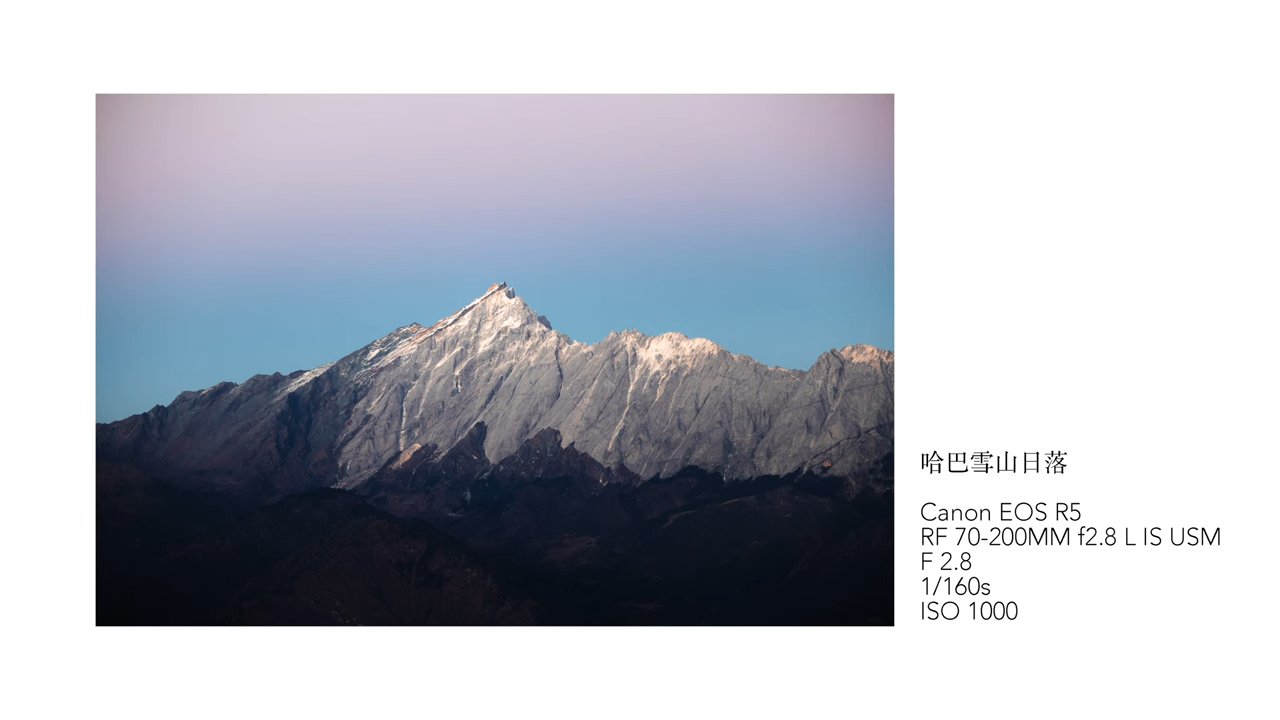 哈巴雪山日落
Canon EOS R5
RF 70-200MM f2.8 L IS USM
F 2.8
1/160s
ISO 1000